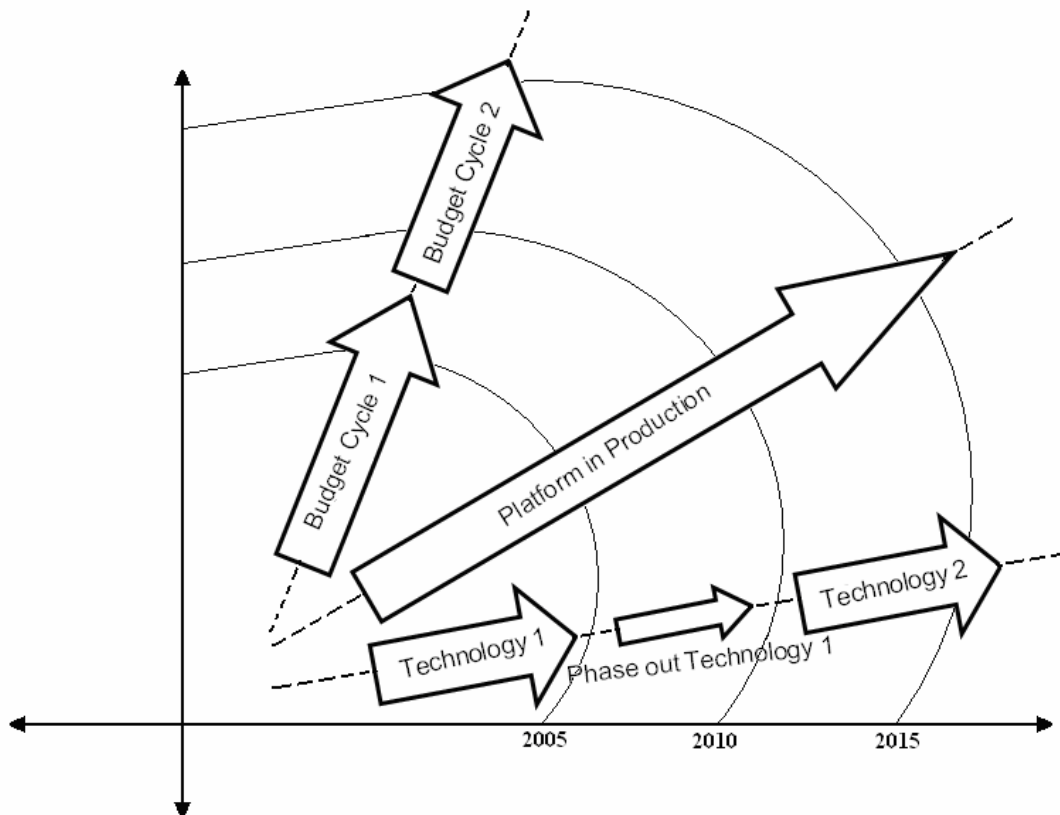 Budget Cycle 2
Budget Cycle 1
Platform in Production
Technology 2
Technology 1
Phase out Technology 1
2005
2010
2015